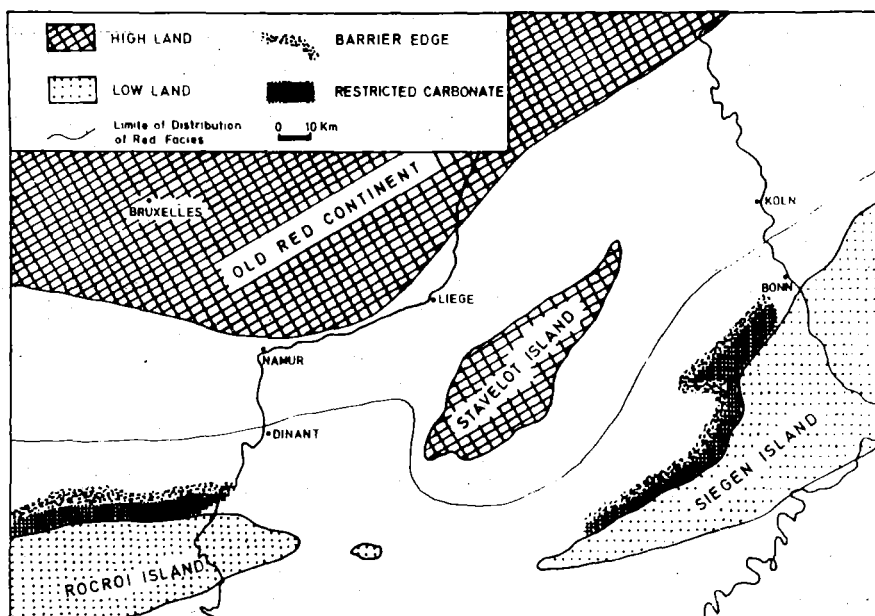 HIGH LAND
BARRIER EDGE
LOW LAND
RESTRICTED CARBONATE
Limite of Distribution
of Red Facies
0 10 Km
BRUXELLES
OLD RED CONTINENT
KOLN
BONN
LIEGE
NAMUR
STAVELOT ISLAND
DINANT
SIEGEN ISLAND
ROCROI ISLAND